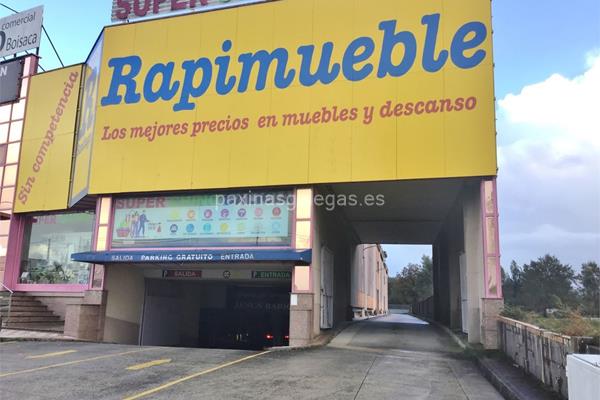 comercial
Boisaca
SUPER
Rapimueble
Los mejores precios en muebles y descanso
Sin competencia
SUPER
paxinasgalegas.es
SALIDA PARKING GRATUITO ENTRADA
SALIDA
ENTRADA